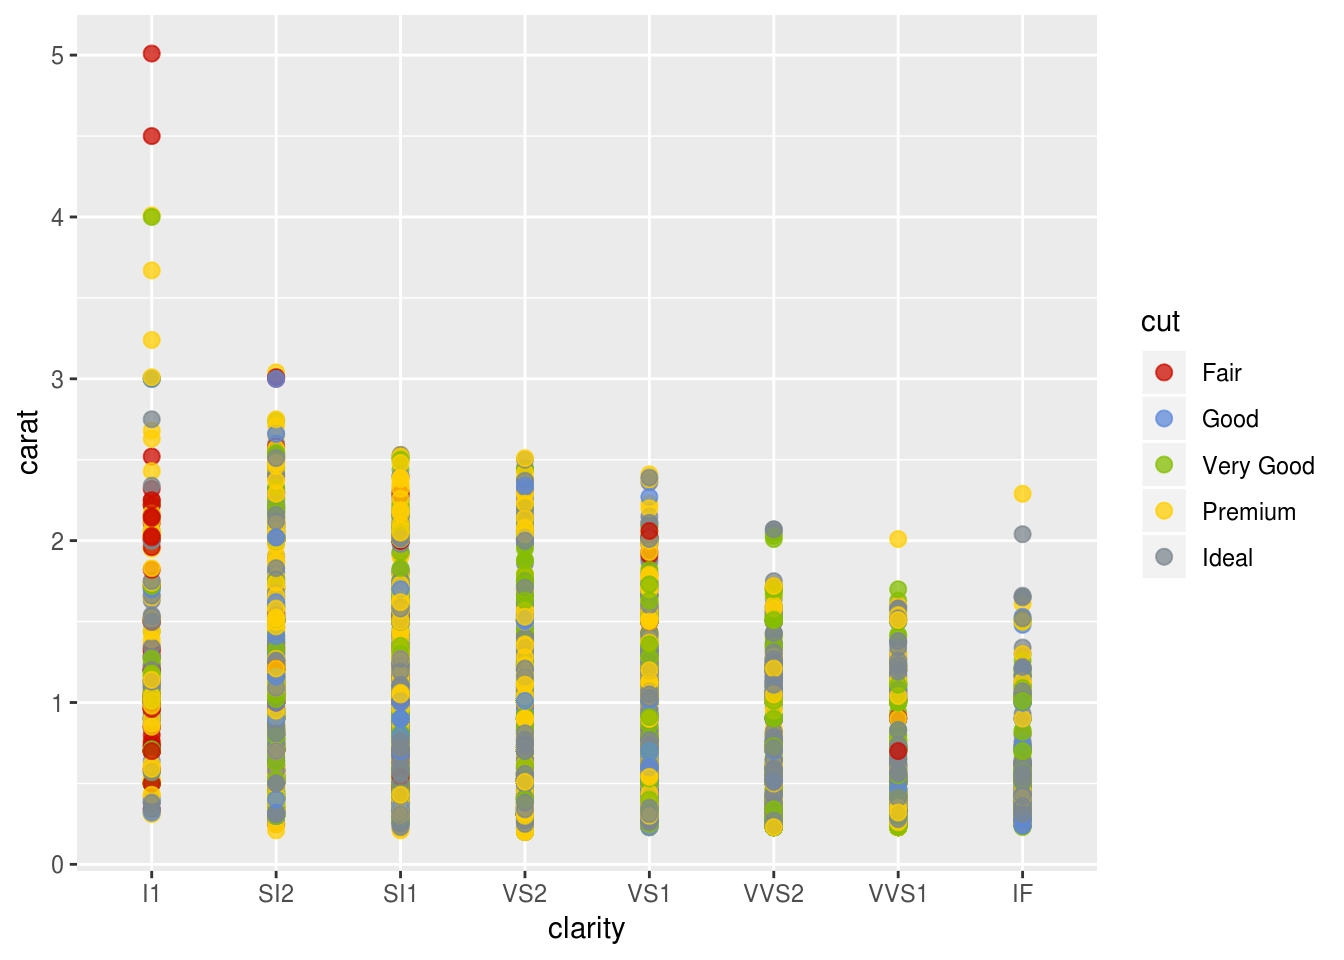 5
4
3
2
1
0
carat
I1 SI2 SI1 VS2 VS1 VVS2 VVS1 IF
clarity
cut
Fair
Good
Very Good
Premium
Ideal